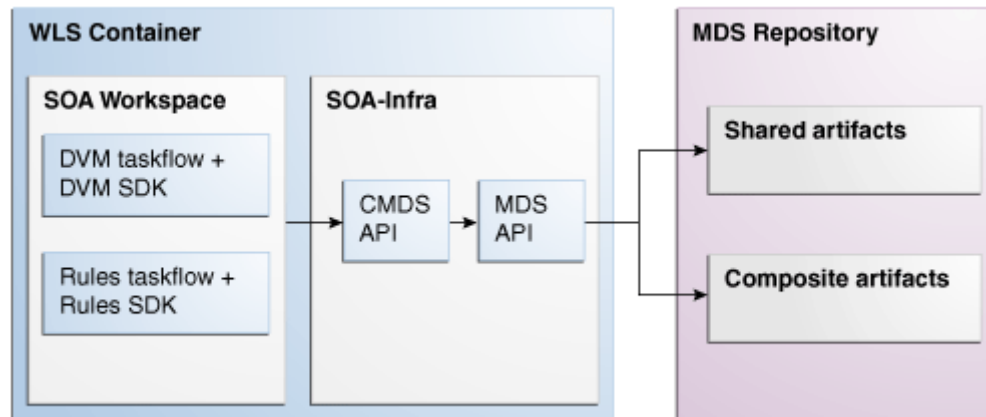 WLS Container
SOA Workspace
DVM taskflow +
DVM SDK
Rules taskflow +
Rules SDK
SOA-Infra
CMDS
API
MDS
API
MDS Repository
Shared artifacts
Composite artifacts